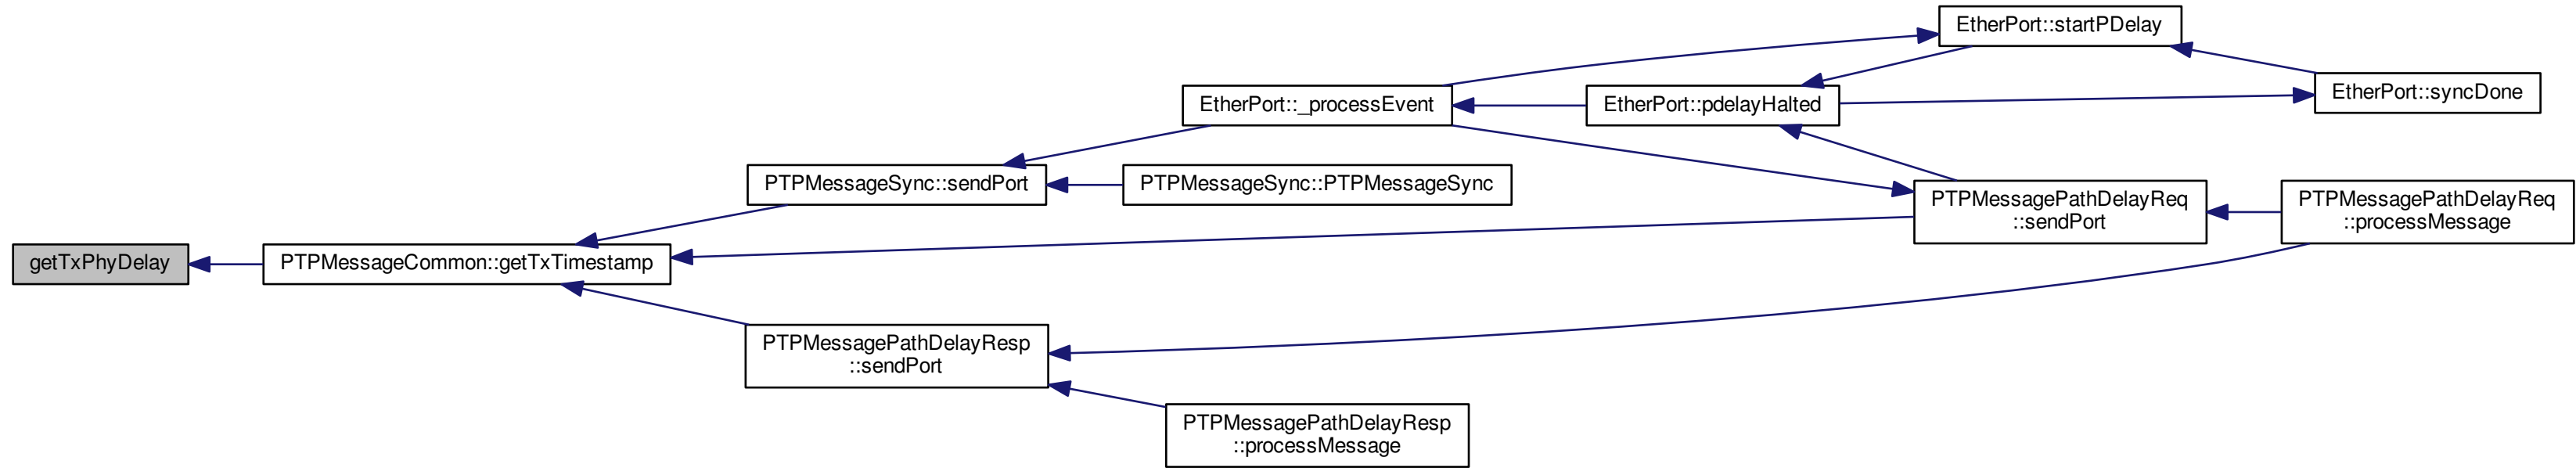 EtherPort::startPDelay
EtherPort::_processEvent
EtherPort::pdelayHalted
EtherPort::syncDone
PTPMessageSync::sendPort
PTPMessageSync::PTPMessageSync
PTPMessagePathDelayReq
::sendPort
PTPMessagePathDelayReq
::processMessage
getTxPhyDelay
PTPMessageCommon::getTxTimestamp
PTPMessagePathDelayResp
::sendPort
PTPMessagePathDelayResp
::processMessage